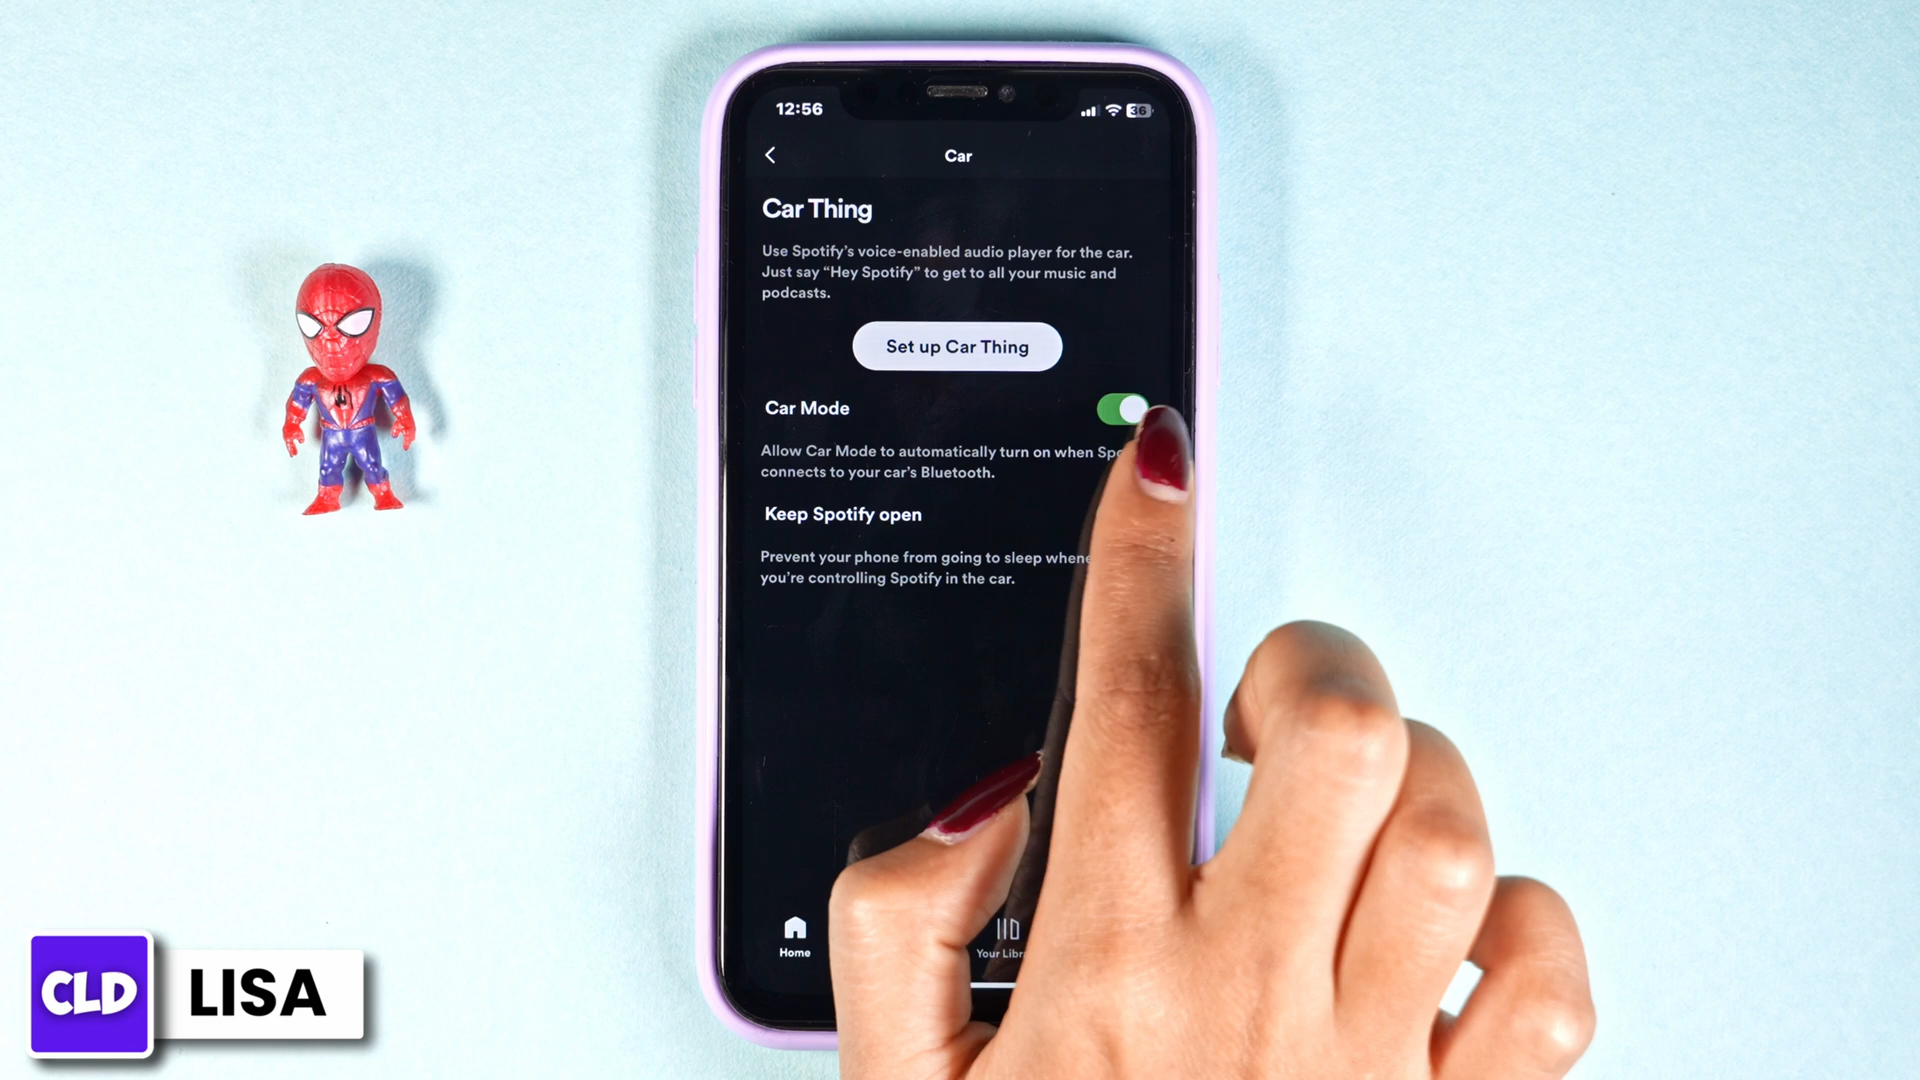 12:56
36
Car
Car Thing
Use Spotify's voice-enabled audio player for the car.
Just say “Hey Spotify” to get to all your music and
podcasts.
Set up Car Thing
Car Mode
Allow Car Mode to automatically turn on when
connects to your car's Bluetooth.
Keep Spotify open
Prevent your phone from going to sleep
you're controlling Spotify in the car.
Home
Your
CLD
LISA